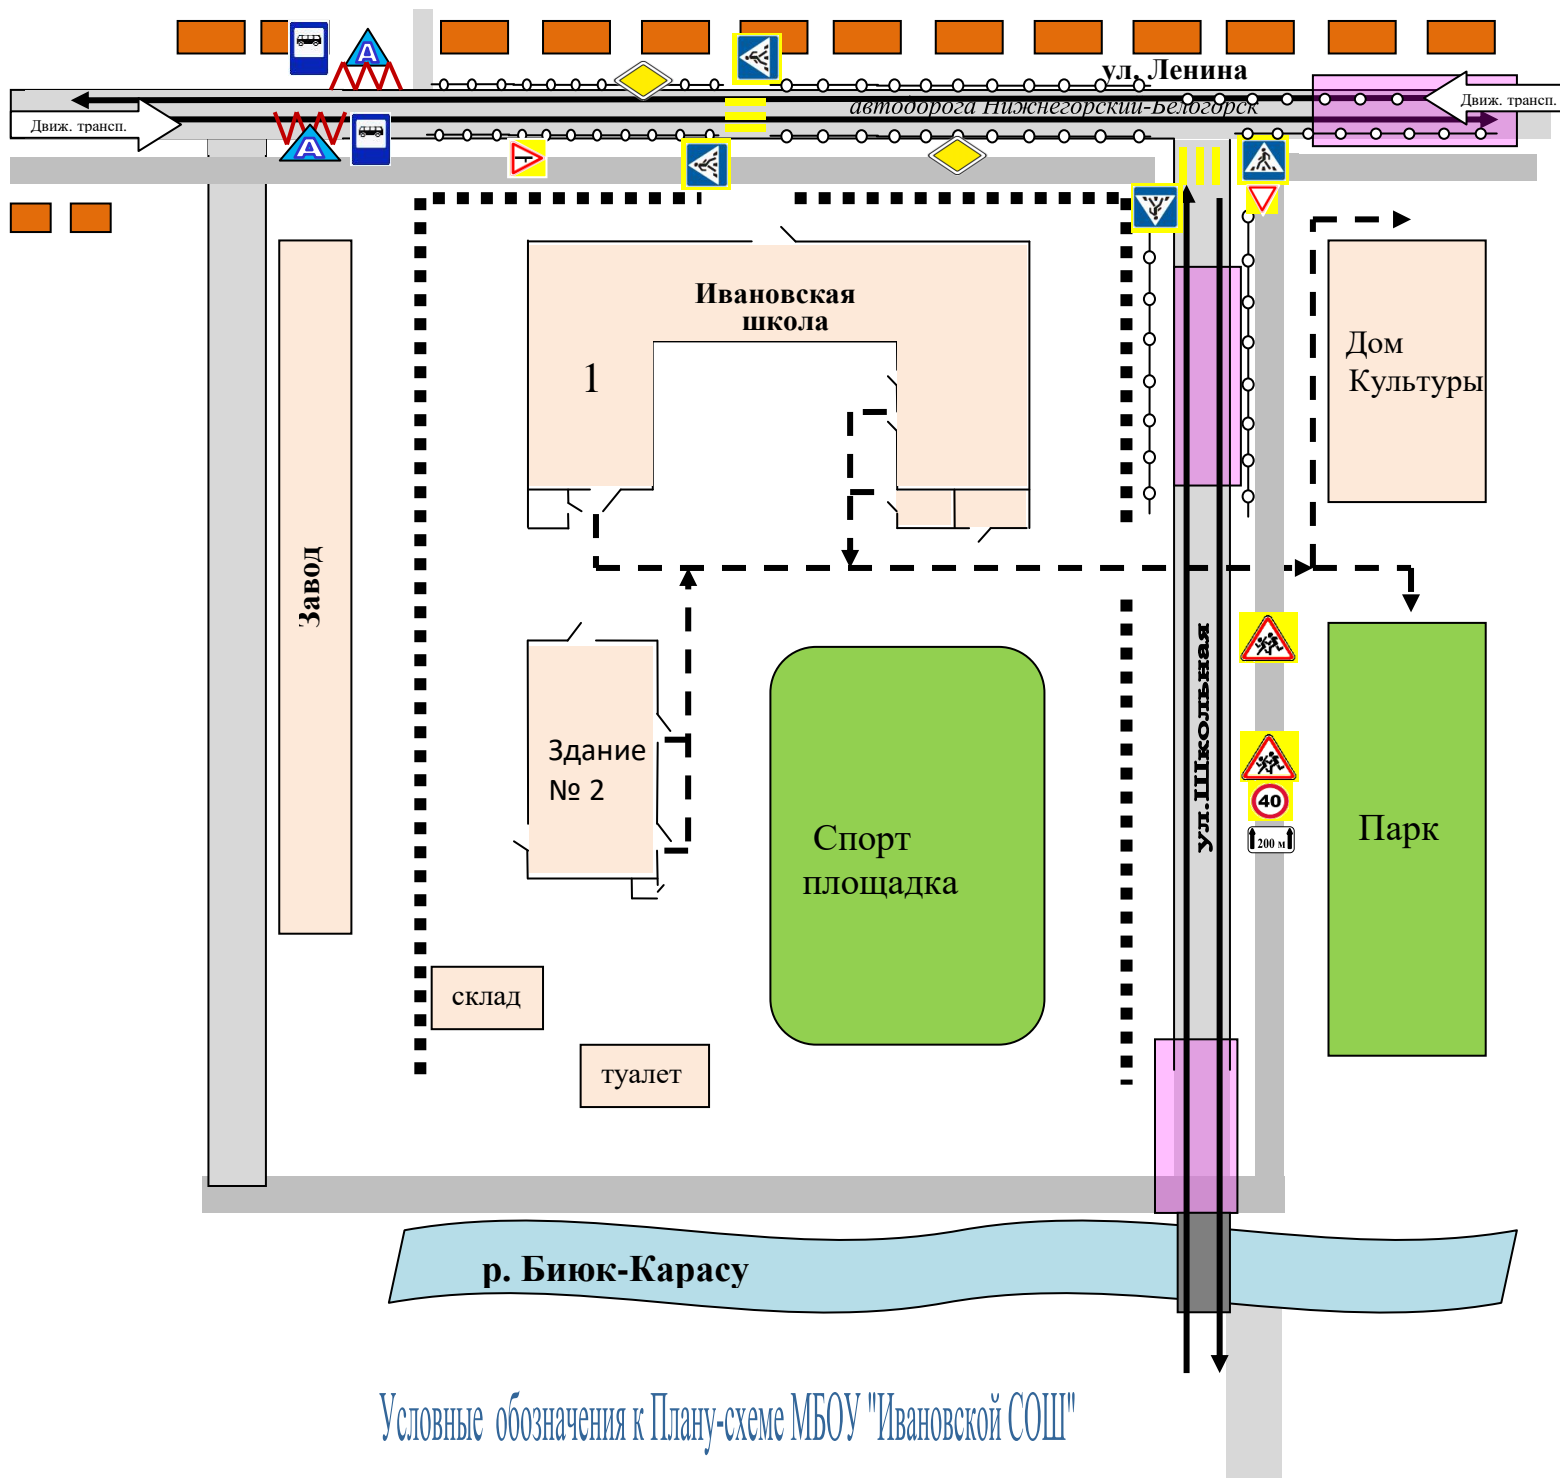 А
ул. Ленина
автодорога Нижнегорский-Белогорск
Движ. трансп.
Движ. трансп.
А
Ивановская
школа
1
Дом
Культуры
Завод
ул.Школьная
Здание
№ 2
40
200 м
Спорт
площадка
Парк
склад
туалет
р. Биюк-Карасу
Условные обозначения к Плану-схеме МБОУ "Ивановской СОШ"